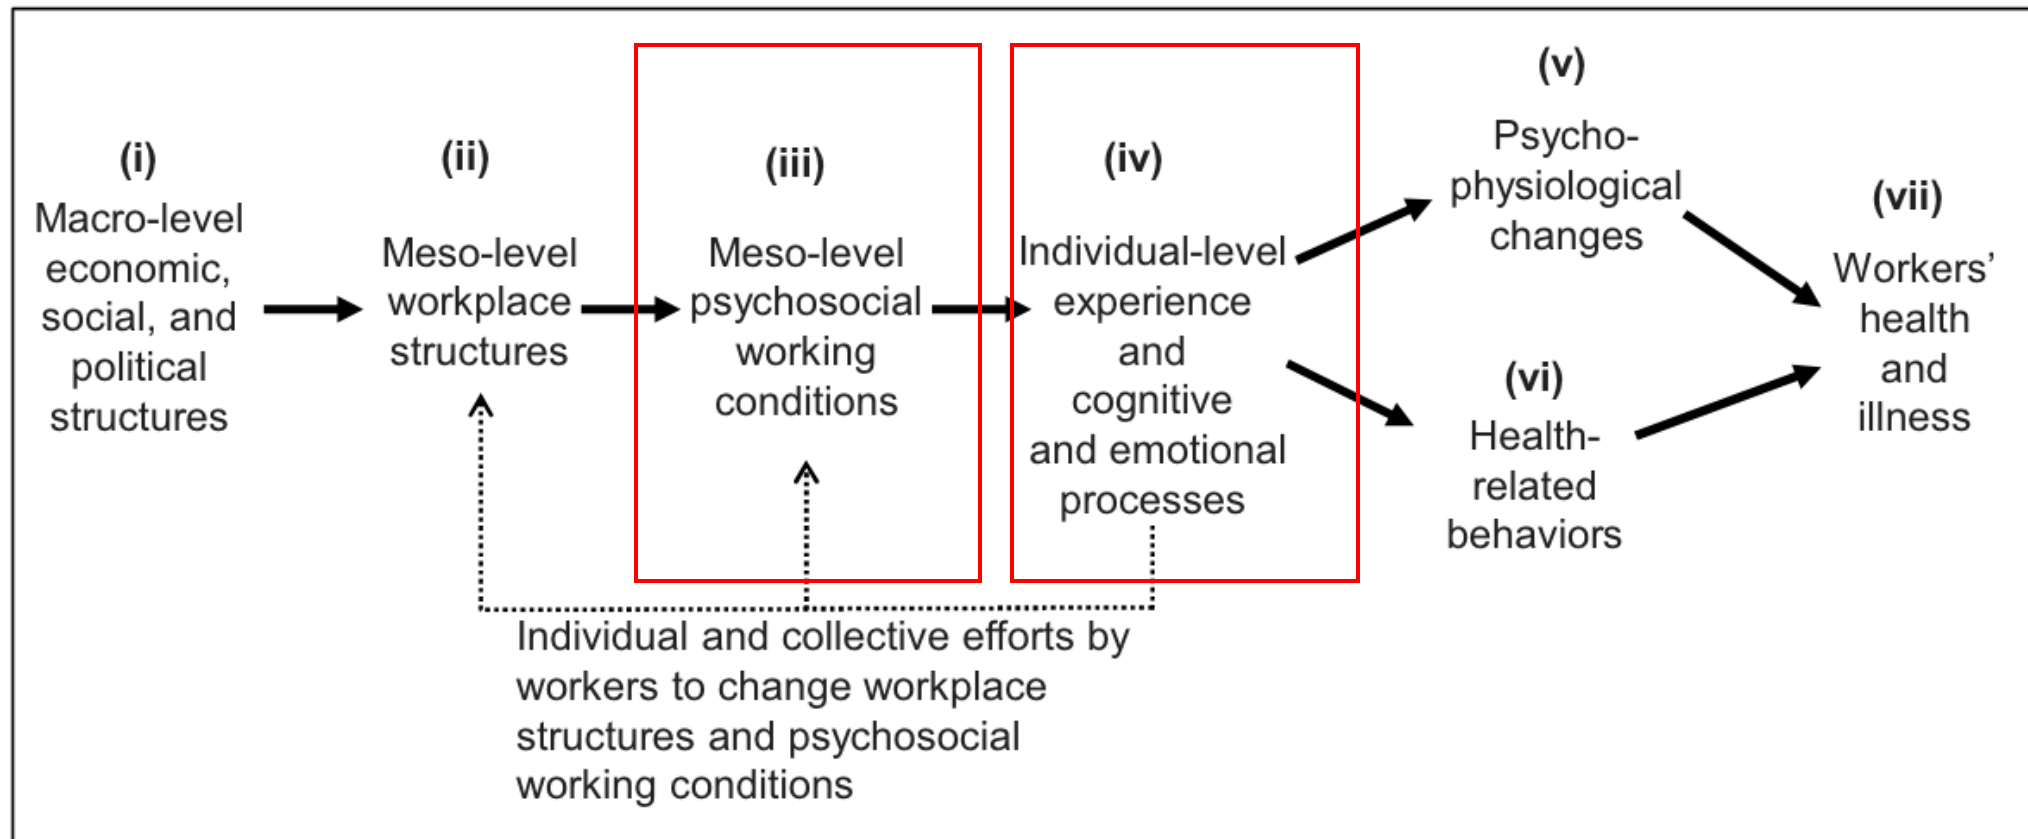 (i)
Macro-level
economic,
social, and
political
structures
(ii)
Meso-level
workplace
structures
(iii)
Meso-level
psychosocial
working
conditions
(iv)
Individual-level
experience
and
cognitive
and emotional
processes
(v)
Psycho-
physiological
changes
(vi)
Health-
related
behaviors
(vii)
Workers’
health
and
illness
Individual and collective efforts by
workers to change workplace
structures and psychosocial
working conditions